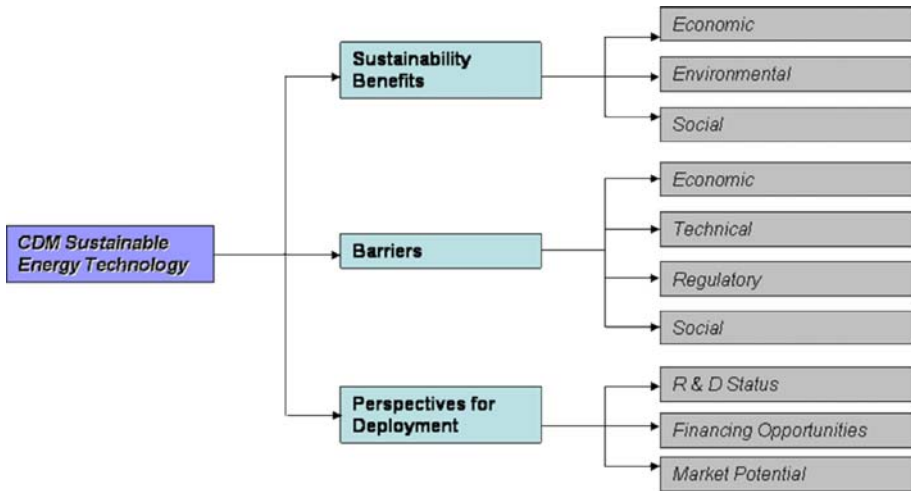 CDM Sustainable
Energy Technology
Sustainability
Benefits
Economic
Environmental
Social
Barriers
Economic
Technical
Regulatory
Social
Perspectives for
Deployment
R & D Status
Financing Opportunities
Market Potential